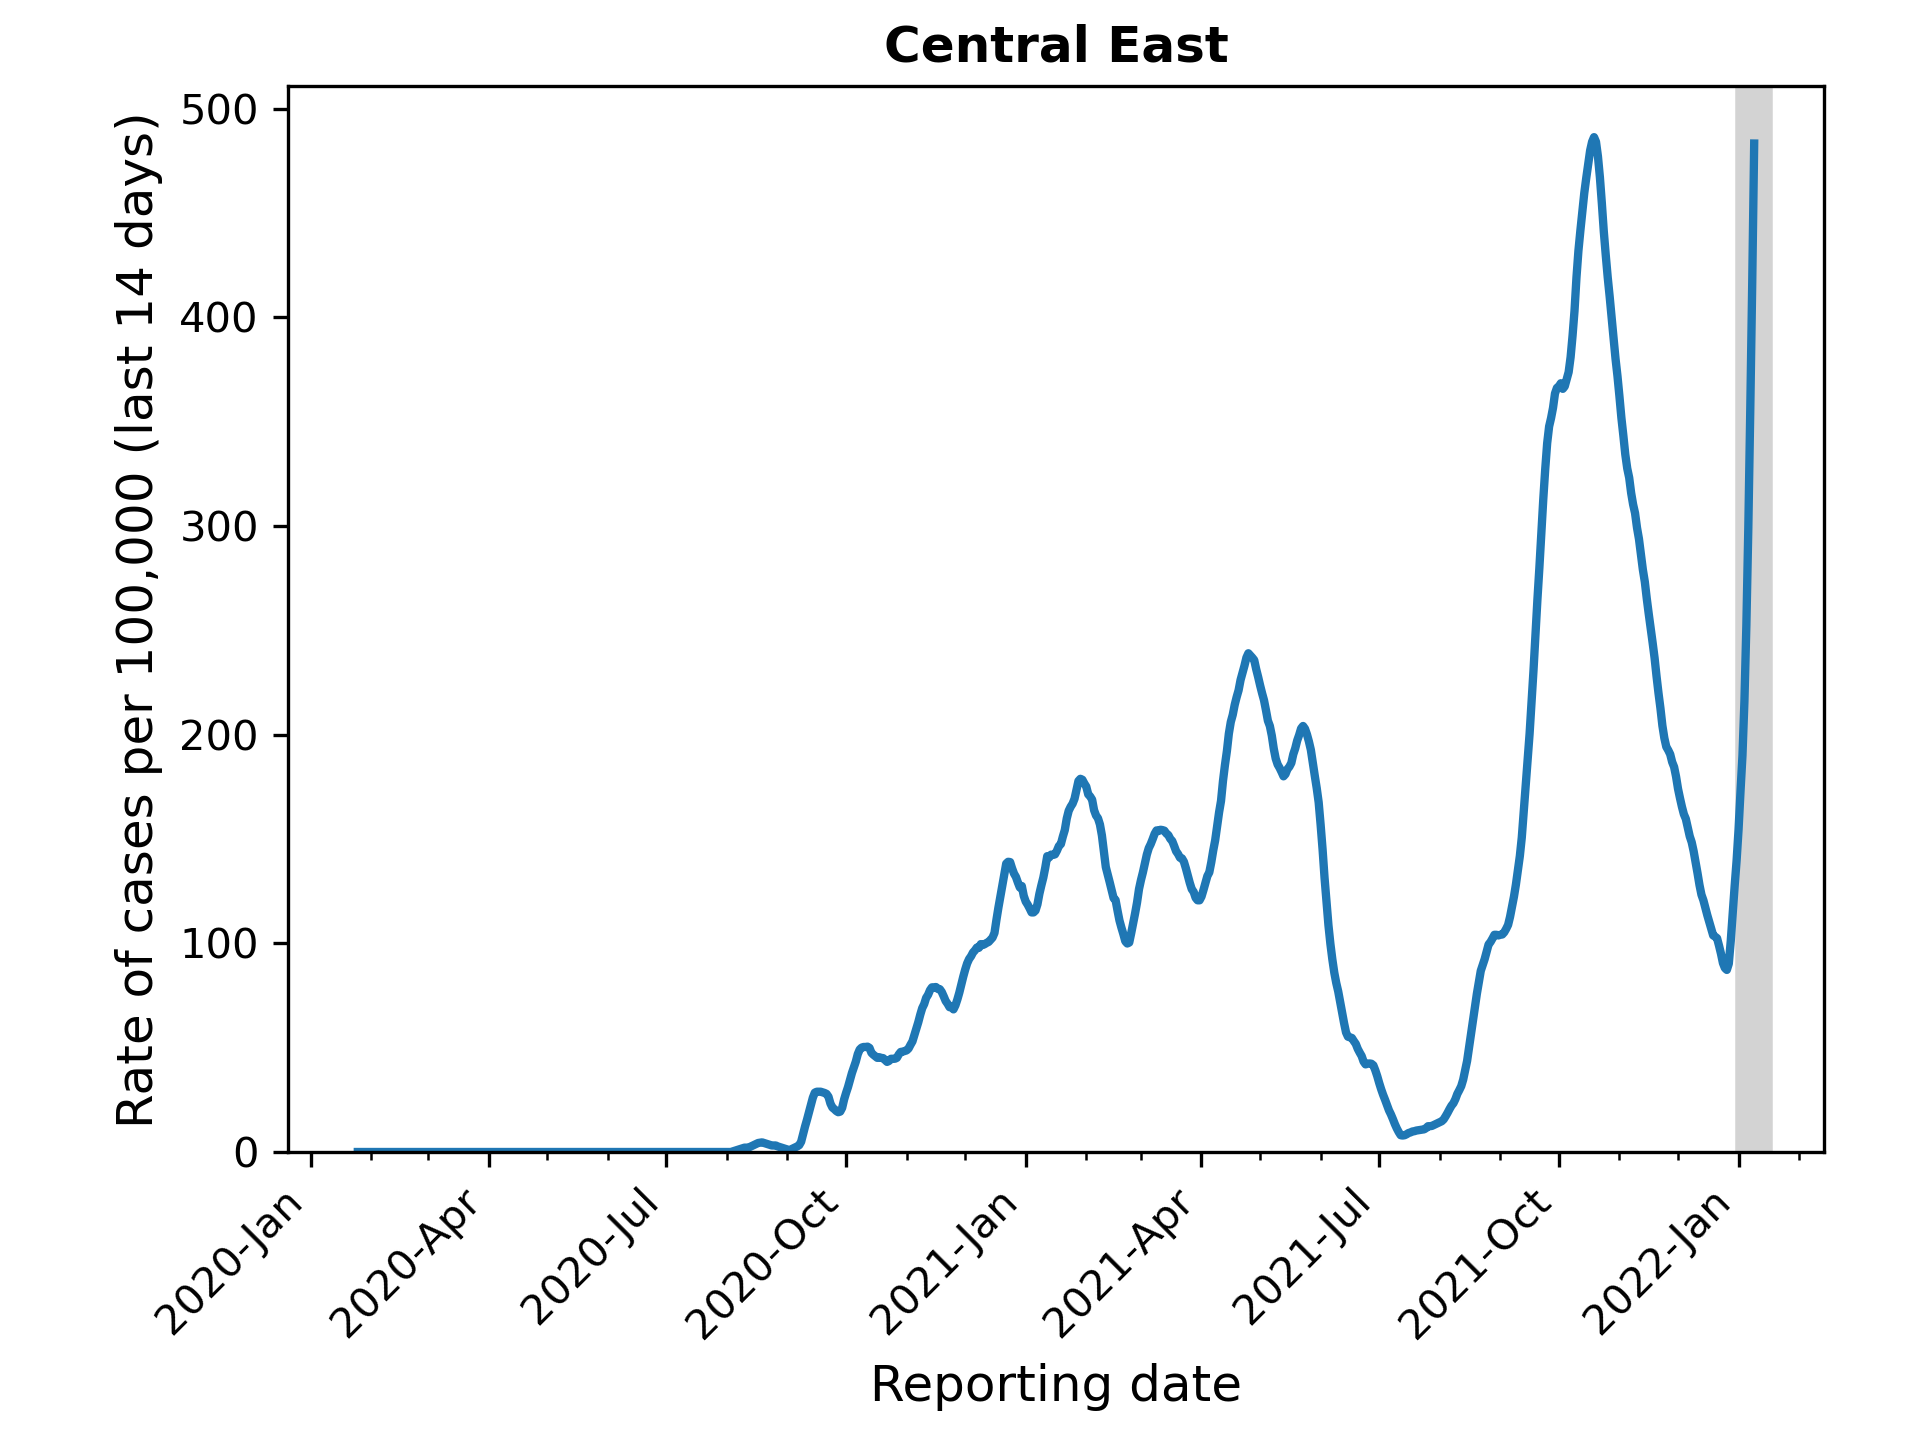 Central East
Rate of cases per 100,000 (last 14 days)
500
400
300
200
100
0
2020-Jan
2020-Apr
2020-Jul
2020-Oct
2021-Jan
2021-Apr
2021-Jul
2021-Oct
2022-Jan
Reporting date